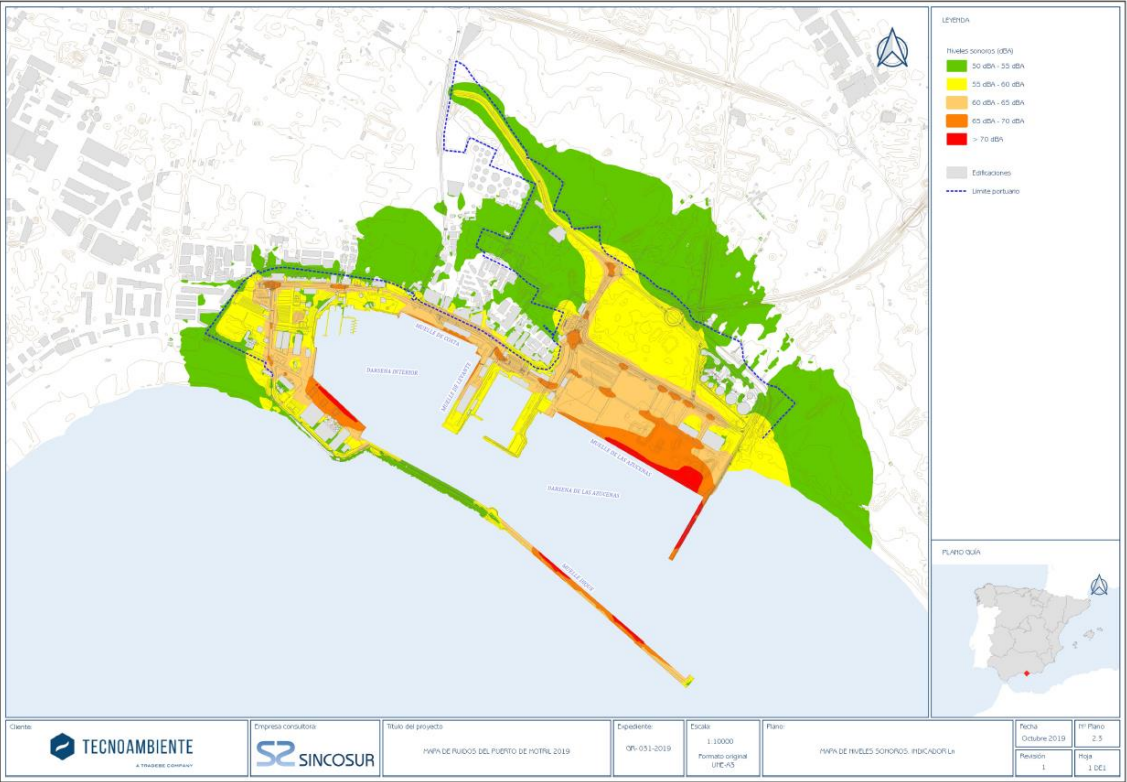 LEYENDA
Niveles sonoros (dBA)
50 dBA - 55 dBA
55 dBA - 60 dBA
60 dBA - 65 dBA
65 dBA - 70 dBA
> 70 dBA
Edificaciones
Límite portuario
MUELLE DE COSTA
DARSENA INTERIOR
MUELLE DE LEVANTE
MUELLE DE LAS AZUCENAS
DARSENA DE LAS AZUCENAS
MUELLE DIQUE
PLANO GUÍA
Cliente:
TECNOAMBIENTE
A TRADEBE COMPANY
Empresa consultora:
S2 SINCOSUR
Título del proyecto
MAPA DE RUIDOS DEL PUERTO DE MOTRIL 2019
Expediente:
GR- 031-2019
Escala:
1:10000
Formato original
UNE-A3
Plano:
MAPA DE NIVELES SONOROS. INDICADOR Ln
Fecha
Octubre 2019
Nº Plano
2.3
Revisión
1
Hoja
1 DE1